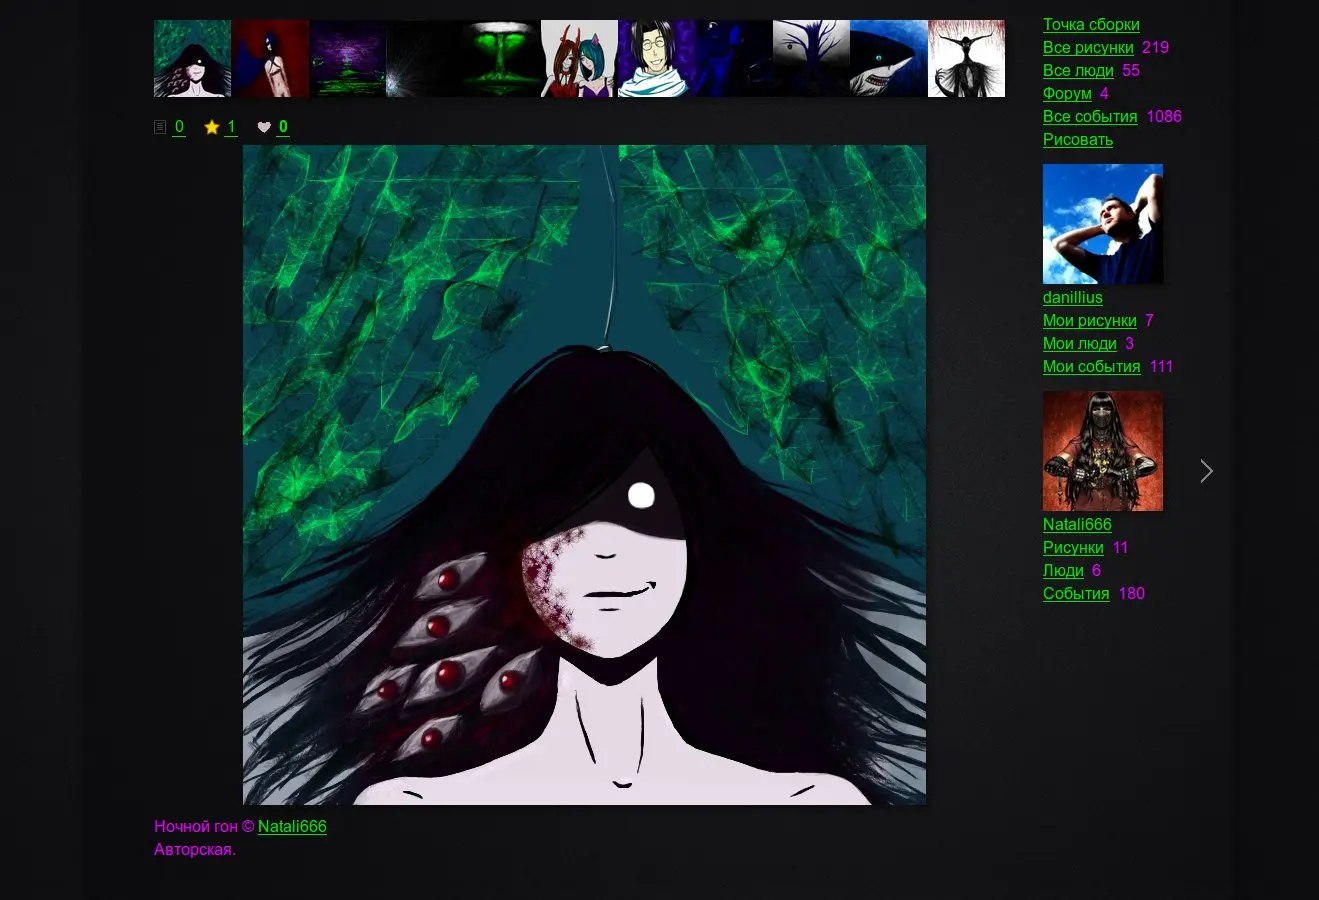 0 1 0
Ночной гон © Natali666
Авторская.
Точка сборки
Все рисунки 219
Все люди 55
Форум 4
Все события 1086
Рисовать
danillius
Мои рисунки 7
Мои люди 3
Мои события 111
Natali666
Рисунки 11
Люди 6
События 180